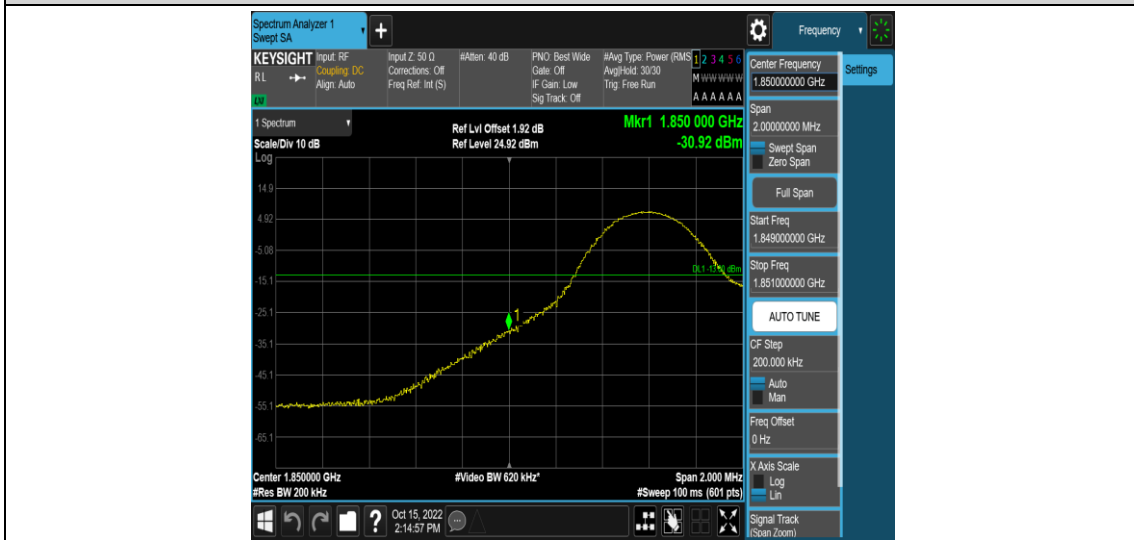 Spectrum Analyzer 1
Swept SA
Frequency
KEYSIGHT
RL
LXI
Input: RF
Coupling: DC
Align: Auto
Input Z: 50 Ω
Corrections: Off
Freq Ref: Int (S)
#Atten: 40 dB
PNO: Best Wide
Gate: Off
IF Gain: Low
Sig Track: Off
#Avg Type: Power (RMS
Avg|Hold: 30/30
Trig: Free Run
1 2 3 4 5 6
M W W W W W
A A A A A A
Center Frequency
1.850000000 GHz
Settings
Span
2.00000000 MHz
Swept Span
Zero Span
Full Span
Start Freq
1.849000000 GHz
Stop Freq
1.851000000 GHz
AUTO TUNE
CF Step
200.000 kHz
Auto
Man
Freq Offset
0 Hz
X Axis Scale
Log
Lin
Signal Track
(Span Zoom)
1 Spectrum
Scale/Div 10 dB
Log
Ref Lvl Offset 1.92 dB
Ref Level 24.92 dBm
Mkr1 1.850 000 GHz
-30.92 dBm
14.9
4.92
-5.08
DL1 -13.00 dBm
-15.1
-25.1
1
-35.1
-45.1
-55.1
-65.1
Center 1.850000 GHz
#Res BW 200 kHz
#Video BW 620 kHz*
Span 2.000 MHz
#Sweep 100 ms (601 pts)
?
Oct 15, 2022
2:14:57 PM